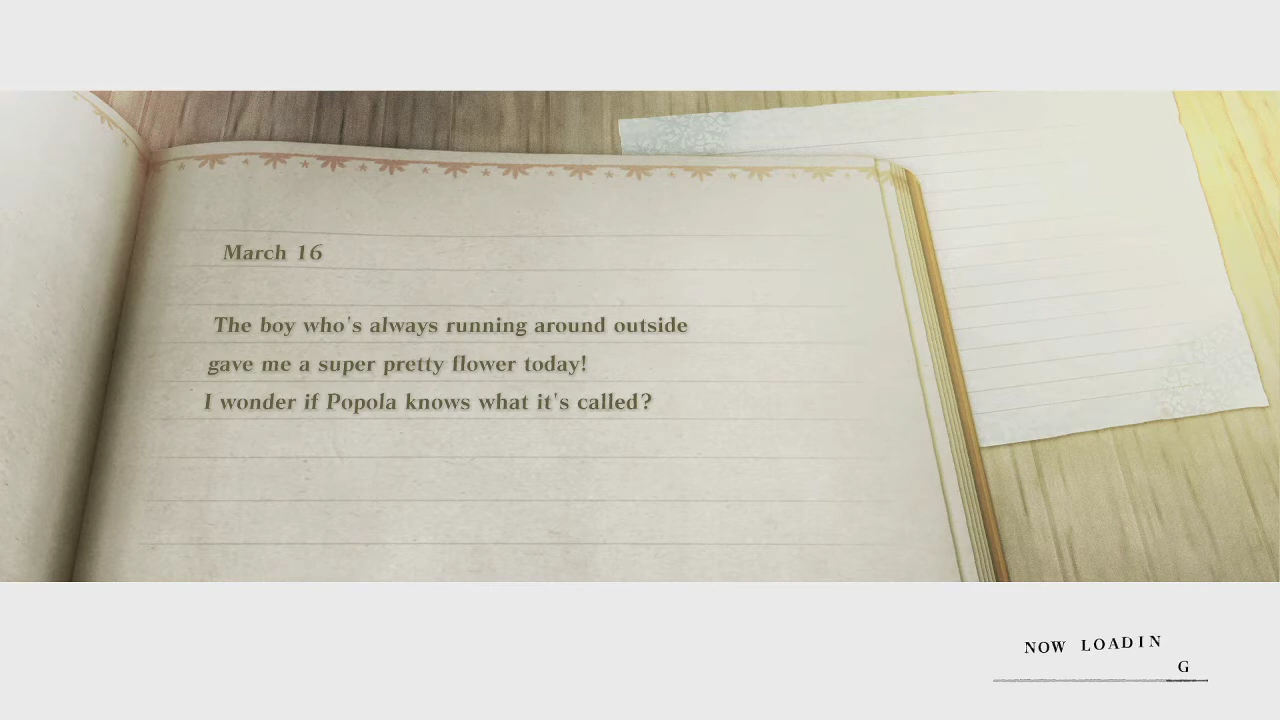 March 16
The boy who's always running around outside
gave me a super pretty flower today!
I wonder if Popola knows what it's called?
NOW LOADING